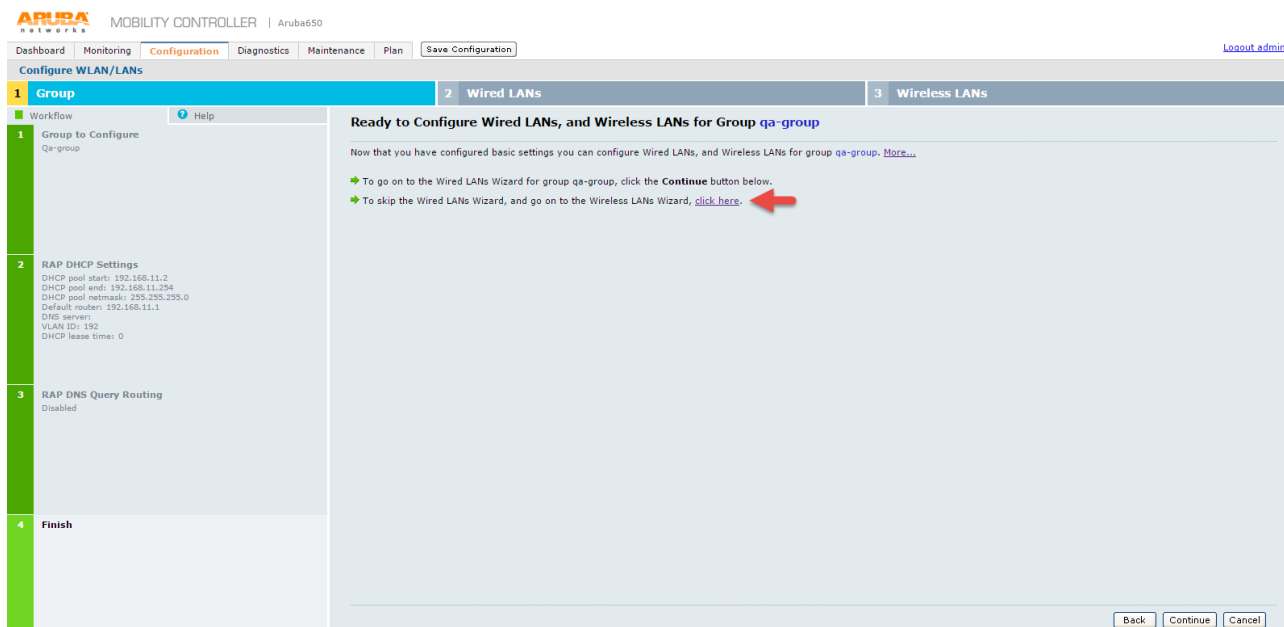 ARUBA
networks
MOBILITY CONTROLLER | Aruba650
Dashboard Monitoring Configuration Diagnostics Maintenance Plan Save Configuration
Logout admin
Configure WLAN/LANs
1 Group
2 Wired LANs
3 Wireless LANs
Workflow
? Help
1 Group to Configure
Qa-group
2 RAP DHCP Settings
DHCP pool start: 192.168.11.2
DHCP pool end: 192.168.11.254
DHCP pool netmask: 255.255.255.0
Default router: 192.168.11.1
DNS server:
VLAN ID: 192
DHCP lease time: 0
3 RAP DNS Query Routing
Disabled
4 Finish
Ready to Configure Wired LANs, and Wireless LANs for Group qa-group
Now that you have configured basic settings you can configure Wired LANs, and Wireless LANs for group qa-group. More...
To go on to the Wired LANs Wizard for group qa-group, click the Continue button below.
To skip the Wired LANs Wizard, and go on to the Wireless LANs Wizard, click here.
Back Continue Cancel